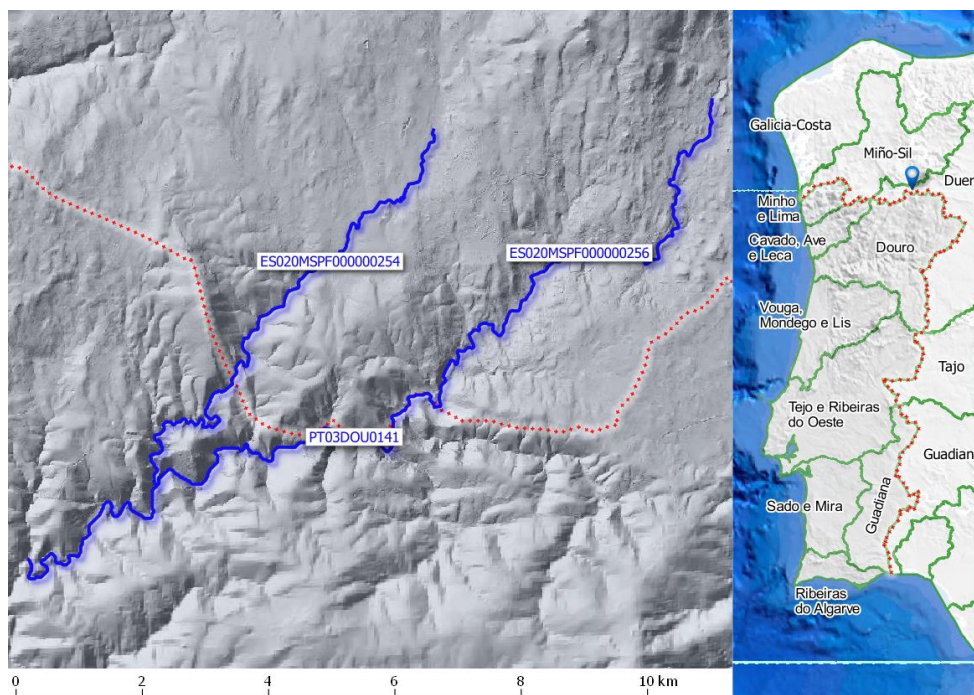 ES020MSPF000000254
ES020MSPF000000256
PT03DOU0141
0 2 4 6 8 10 km
Galicia-Costa
Miño-Sil
Duer
Minho
e Lima
Cavado, Ave
e Leca
Douro
Vouga,
Mondego e Lis
Tajo
Tejo e Ribeiras
do Oeste
Guadian
Sado e Mira
Guadiana
Ribeiras
do Algarve